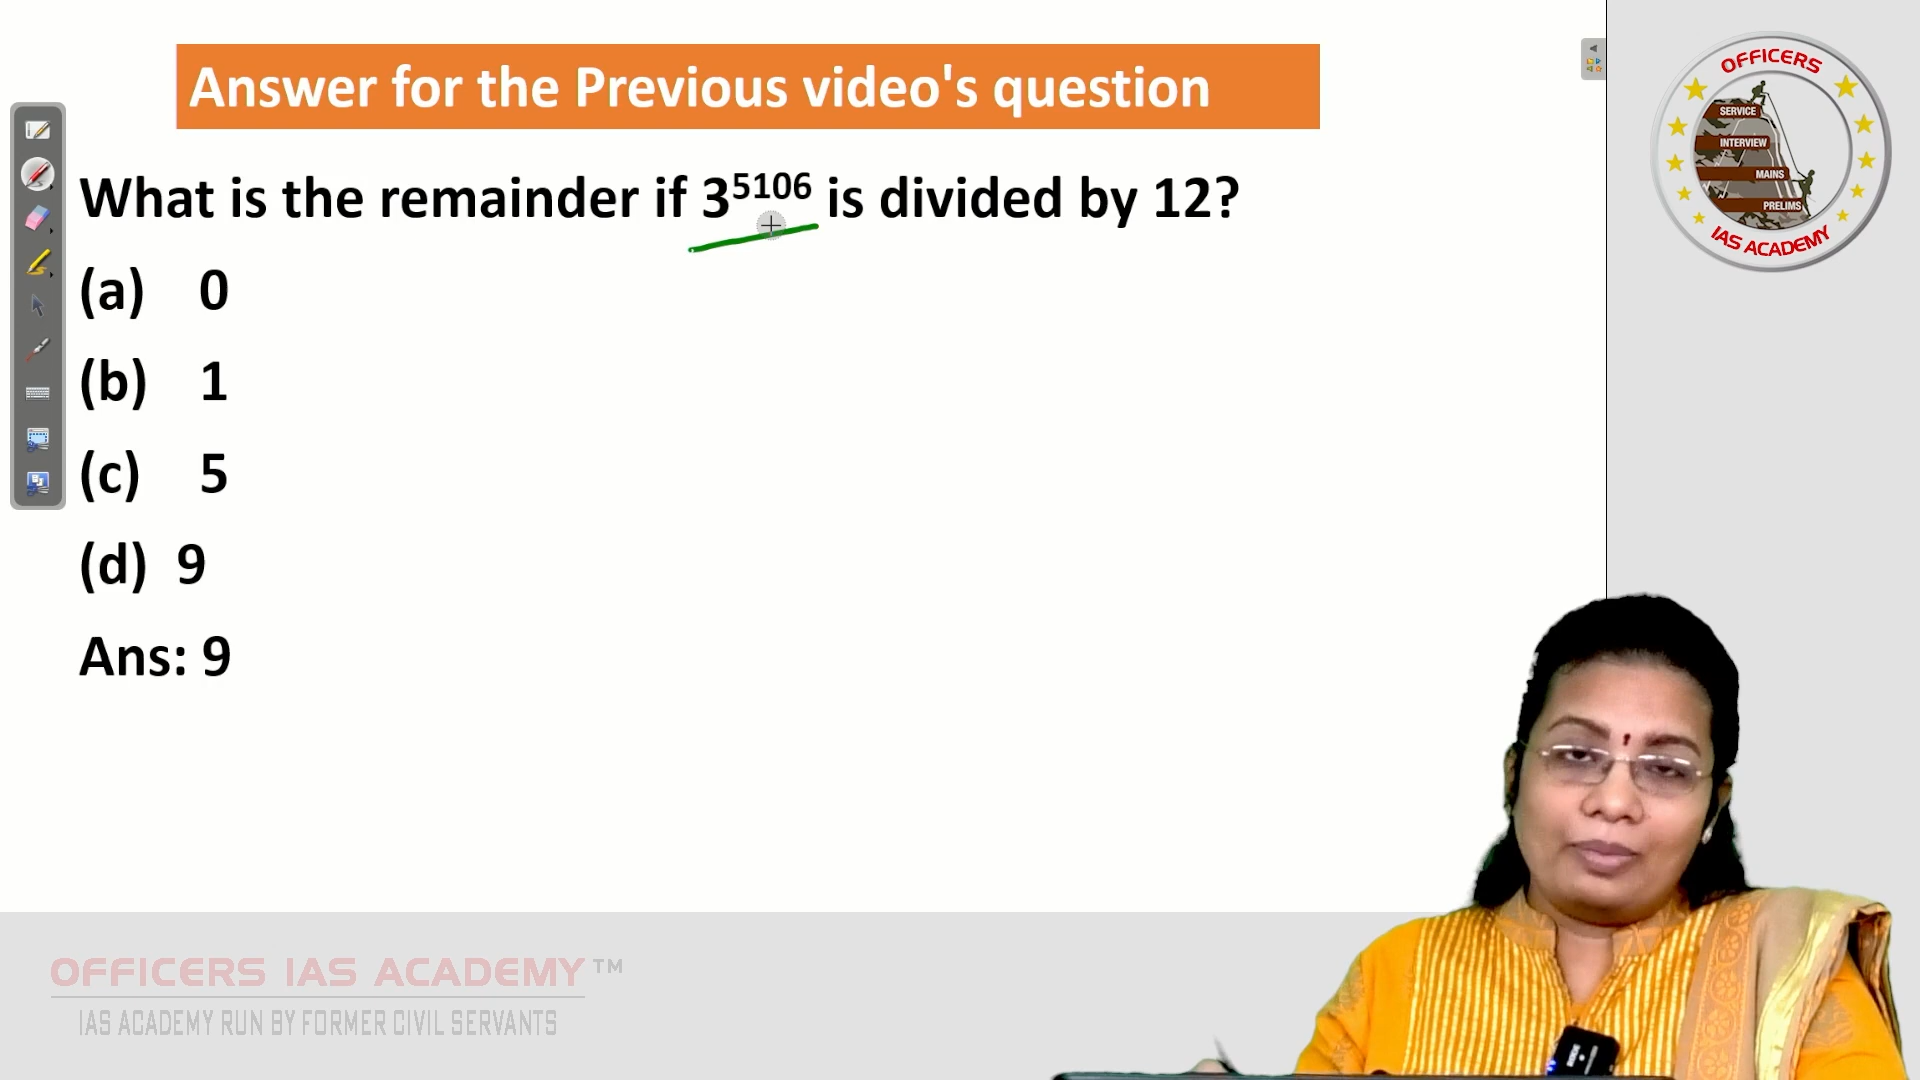 Answer for the Previous video's question
What is the remainder if 3⁵¹⁰⁶ is divided by 12?
(a) 0
(b) 1
(c) 5
(d) 9
Ans: 9
OFFICERS
SERVICE
INTERVIEW
MAINS
PRELIMS
IAS ACADEMY
OFFICERS IAS ACADEMY™
IAS ACADEMY RUN BY FORMER CIVIL SERVANTS